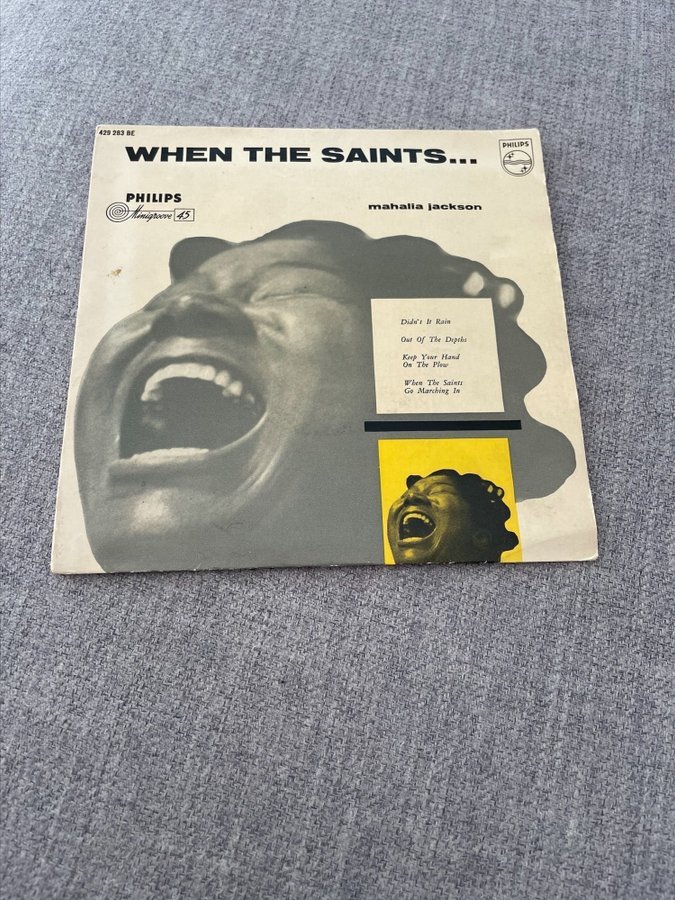 429 283 BE
WHEN THE SAINTS...
PHILIPS
PHILIPS
Minigroove 45
mahalia jackson
Didn't It Rain
Out Of The Depths
Keep Your Hand
On The Plow
When The Saints
Go Marching In